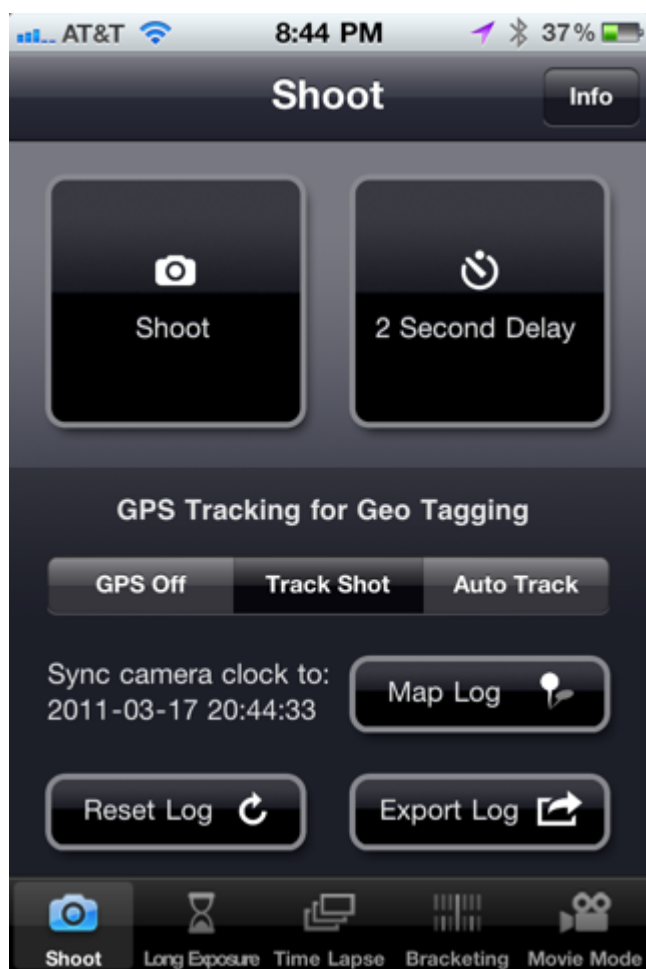 AT&T 8:44 PM 37%
Shoot Info
Shoot 2 Second Delay
GPS Tracking for Geo Tagging
GPS Off Track Shot Auto Track
Sync camera clock to:
2011-03-17 20:44:33
Map Log
Reset Log Export Log
Shoot Long Exposure Time Lapse Bracketing Movie Mode